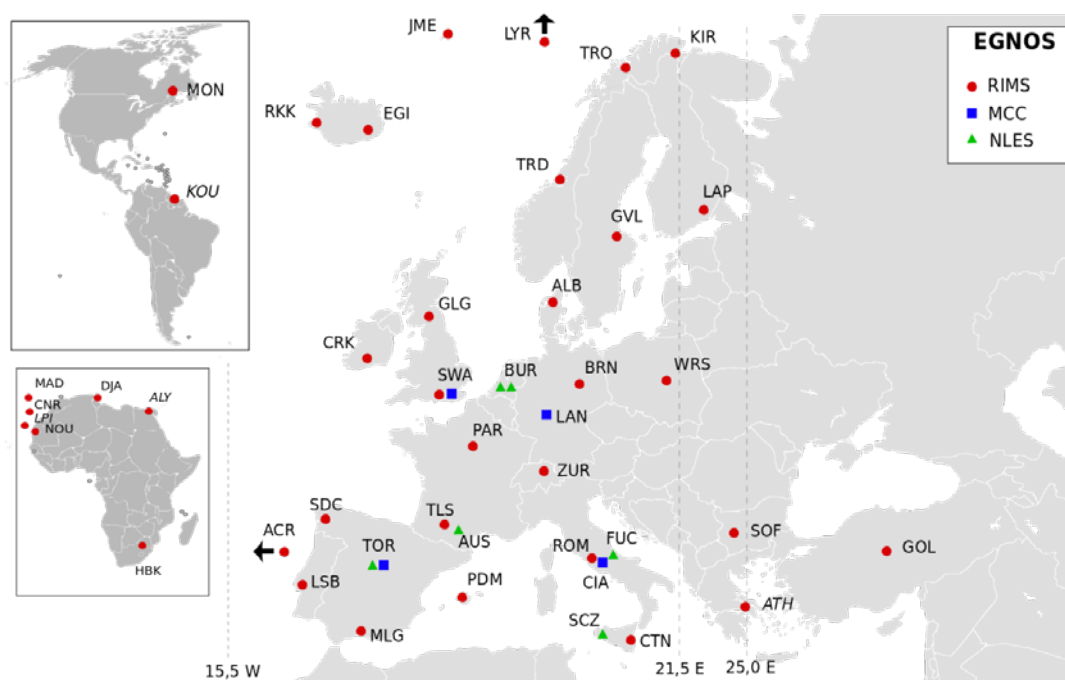 JME
LYR
KIR
TRO
EGNOS
RIMS
MCC
NLES
MON
RKK
EGI
KOU
TRD
LAP
GVL
ALB
GLG
CRK
SWA
BUR
BRN
WRS
LAN
PAR
ZUR
MAD
DJA
ALY
CNR
LPI
NOU
HBK
SDC
TLS
AUS
ACR
TOR
ROM
FUC
SOF
GOL
CIA
LSB
PDM
ATH
SCZ
MLG
CTN
15,5 W
21,5 E
25,0 E